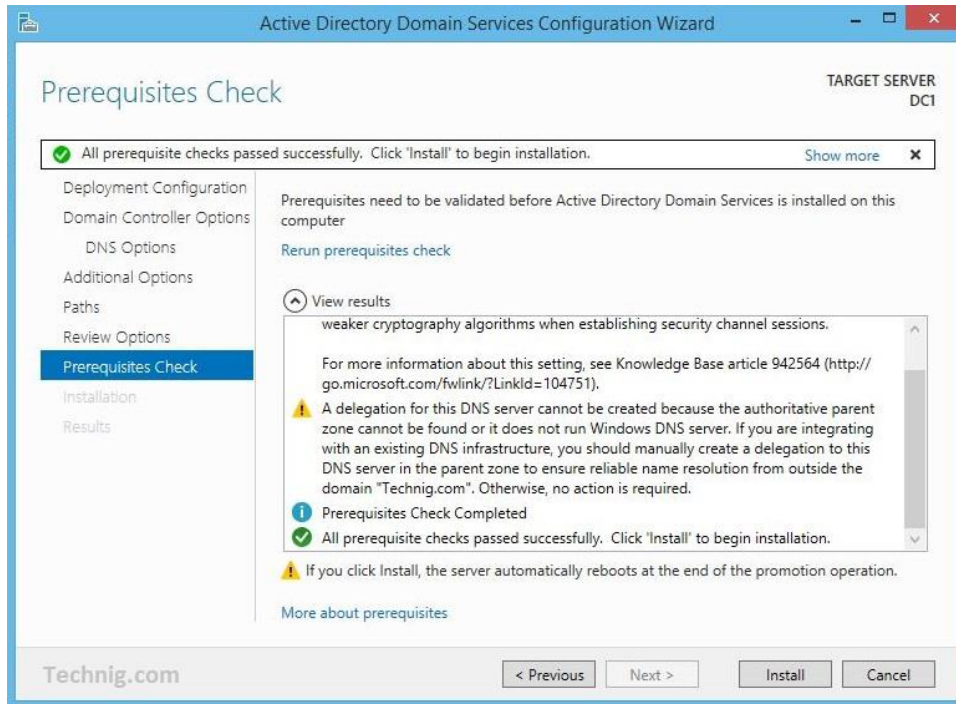 Active Directory Domain Services Configuration Wizard
Prerequisites Check
TARGET SERVER
DC1
All prerequisite checks passed successfully. Click 'Install' to begin installation.
Show more
Deployment Configuration
Domain Controller Options
DNS Options
Additional Options
Paths
Review Options
Prerequisites Check
Installation
Results
Prerequisites need to be validated before Active Directory Domain Services is installed on this
computer
Rerun prerequisites check
View results
weaker cryptography algorithms when establishing security channel sessions.
For more information about this setting, see Knowledge Base article 942564 (http://
go.microsoft.com/fwlink/?LinkId=104751).
A delegation for this DNS server cannot be created because the authoritative parent
zone cannot be found or it does not run Windows DNS server. If you are integrating
with an existing DNS infrastructure, you should manually create a delegation to this
DNS server in the parent zone to ensure reliable name resolution from outside the
domain "Technig.com". Otherwise, no action is required.
Prerequisites Check Completed
All prerequisite checks passed successfully. Click 'Install' to begin installation.
If you click Install, the server automatically reboots at the end of the promotion operation.
More about prerequisites
Technig.com
< Previous
Next >
Install
Cancel